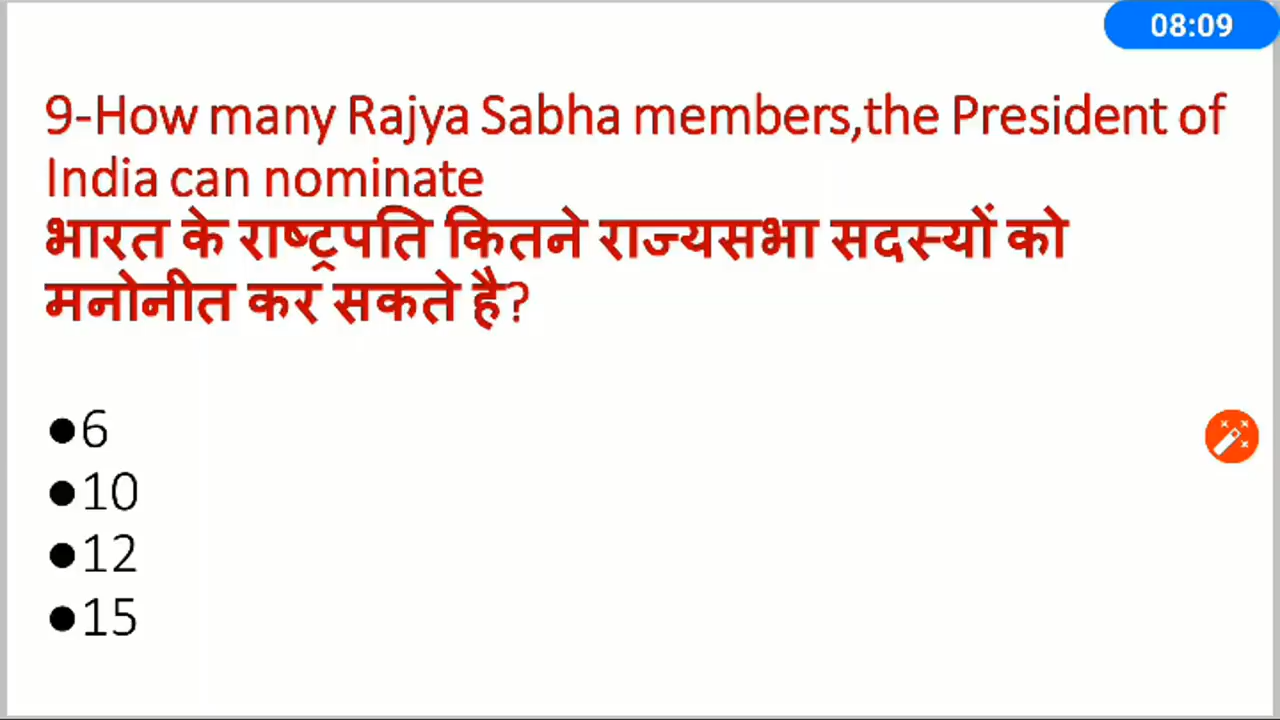 08:09
9-How many Rajya Sabha members,the President of
India can nominate
भारत के राष्ट्रपति कितने राज्यसभा सदस्यों को
मनोनीत कर सकते है?
●6
●10
●12
●15